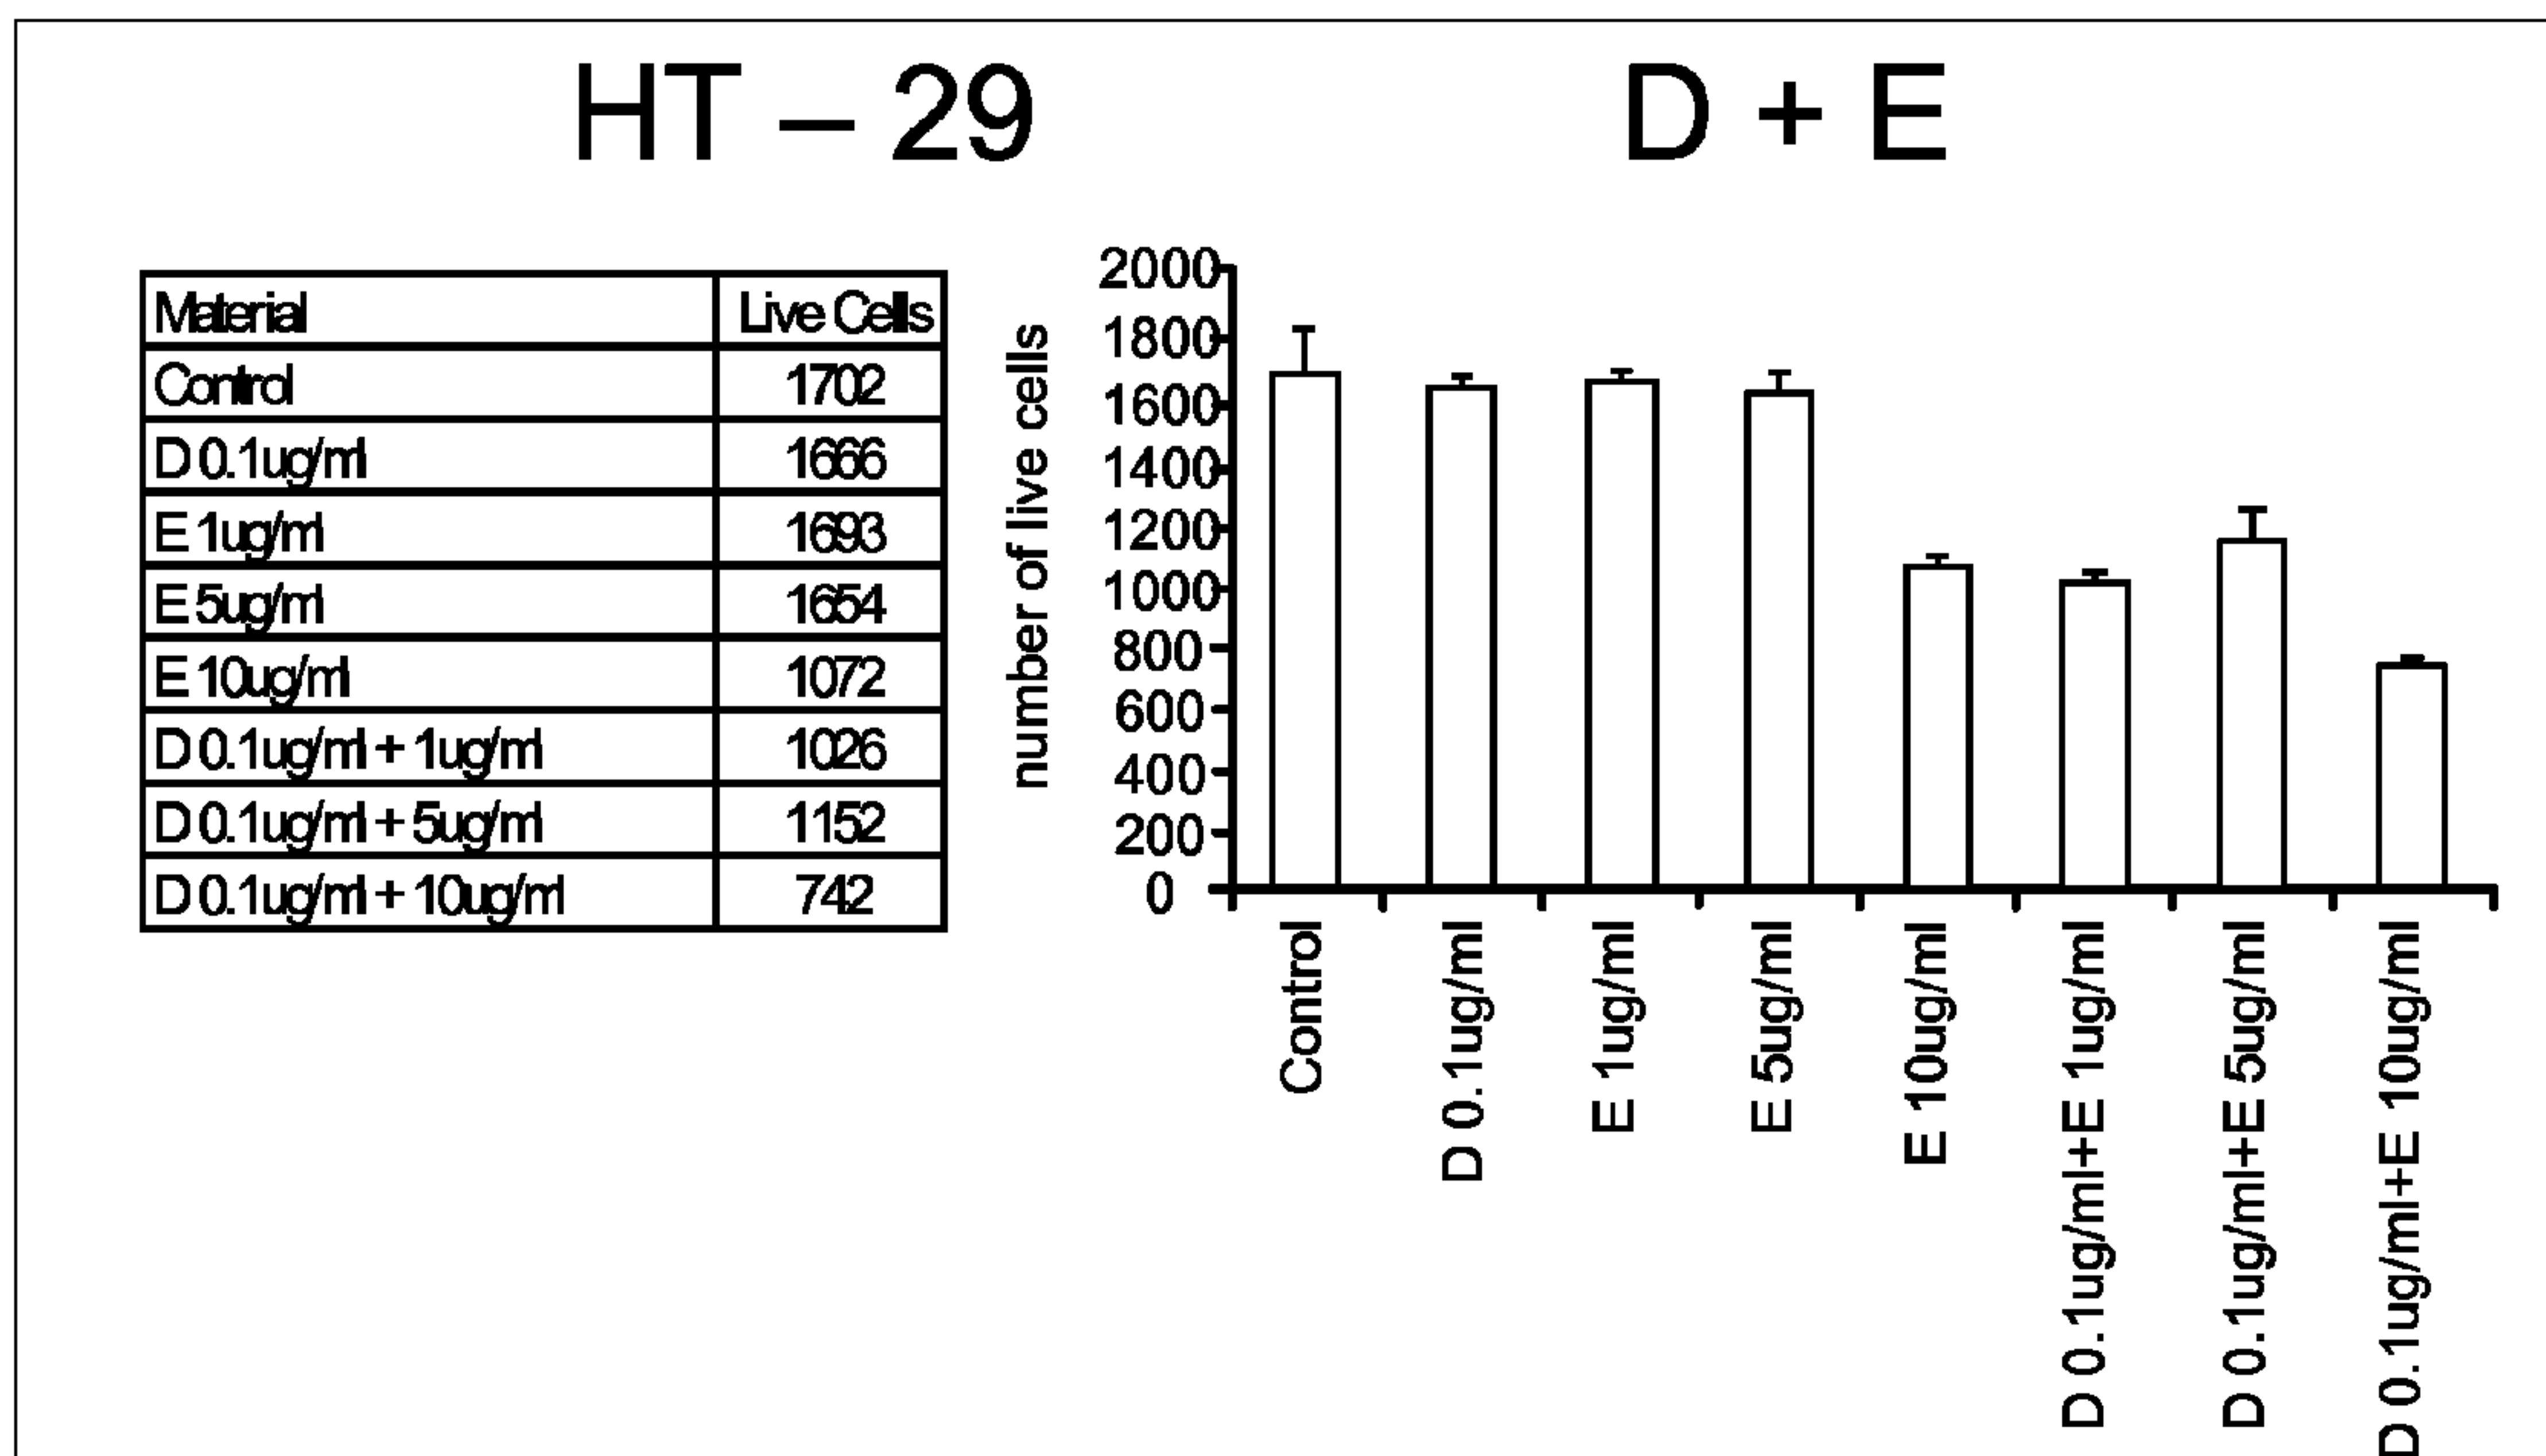 HT – 29
D + E
Material Live Cells
Control 1702
D 0.1ug/ml 1666
E 1ug/ml 1693
E 5ug/ml 1654
E 10ug/ml 1072
D 0.1ug/ml + 1ug/ml 1026
D 0.1ug/ml + 5ug/ml 1152
D 0.1ug/ml + 10ug/ml 742
number of live cells
2000
1800
1600
1400
1200
1000
800
600
400
200
0
Control
D 0.1ug/ml
E 1ug/ml
E 5ug/ml
E 10ug/ml
D 0.1ug/ml+E 1ug/ml
D 0.1ug/ml+E 5ug/ml
D 0.1ug/ml+E 10ug/ml